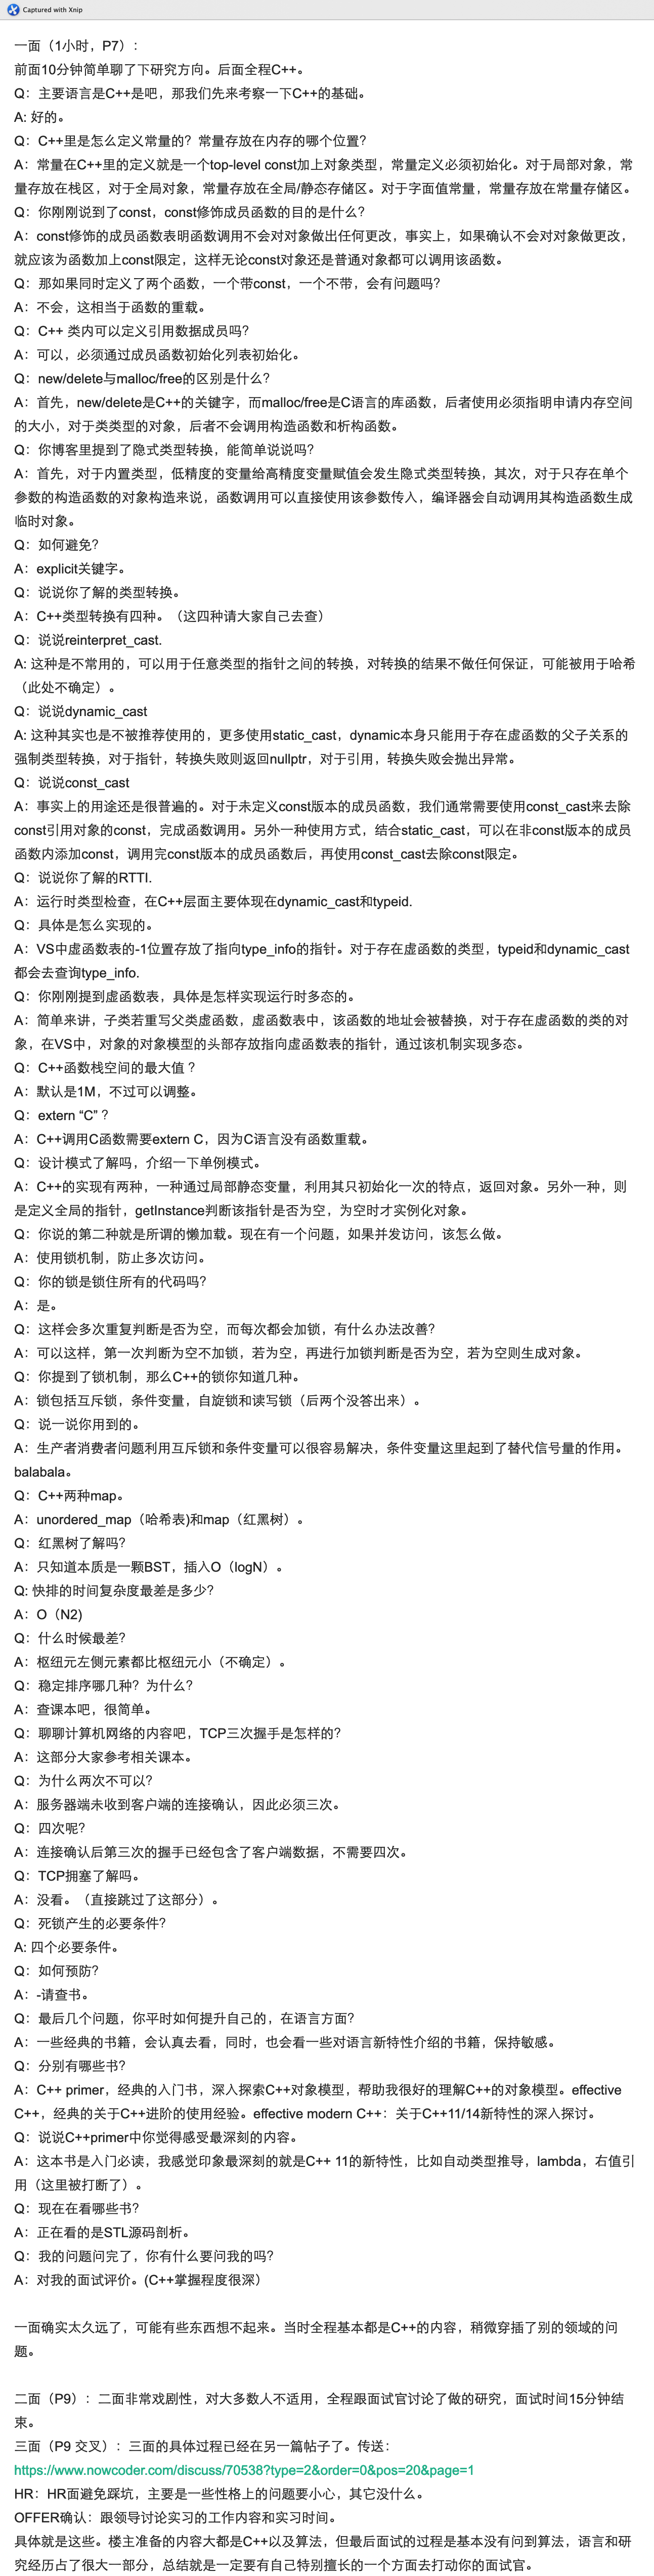 Captured with Xnip
一面（1小时，P7）：
前面10分钟简单聊了下研究方向。后面全程C++。
Q：主要语言是C++是吧，那我们先来考察一下C++的基础。
A: 好的。
Q：C++里是怎么定义常量的？常量存放在内存的哪个位置？
A：常量在C++里的定义就是一个top-level const加上对象类型，常量定义必须初始化。对于局部对象，常
量存放在栈区，对于全局对象，常量存放在全局/静态存储区。对于字面值常量，常量存放在常量存储区。
Q：你刚刚说到了const，const修饰成员函数的目的是什么？
A：const修饰的成员函数表明函数调用不会对对象做出任何更改，事实上，如果确认不会对对象做更改，
就应该为函数加上const限定，这样无论const对象还是普通对象都可以调用该函数。
Q：那如果同时定义了两个函数，一个带const，一个不带，会有问题吗？
A：不会，这相当于函数的重载。
Q：C++ 类内可以定义引用数据成员吗？
A：可以，必须通过成员函数初始化列表初始化。
Q：new/delete与malloc/free的区别是什么？
A：首先，new/delete是C++的关键字，而malloc/free是C语言的库函数，后者使用必须指明申请内存空间
的大小，对于类类型的对象，后者不会调用构造函数和析构函数。
Q：你博客里提到了隐式类型转换，能简单说说吗？
A：首先，对于内置类型，低精度的变量给高精度变量赋值会发生隐式类型转换，其次，对于只存在单个
参数的构造函数的对象构造来说，函数调用可以直接使用该参数传入，编译器会自动调用其构造函数生成
临时对象。
Q：如何避免？
A：explicit关键字。
Q：说说你了解的类型转换。
A：C++类型转换有四种。（这四种请大家自己去查）
Q：说说reinterpret_cast.
A: 这种是不常用的，可以用于任意类型的指针之间的转换，对转换的结果不做任何保证，可能被用于哈希
（此处不确定）。
Q：说说dynamic_cast
A: 这种其实也是不被推荐使用的，更多使用static_cast，dynamic本身只能用于存在虚函数的父子关系的
强制类型转换，对于指针，转换失败则返回nullptr，对于引用，转换失败会抛出异常。
Q：说说const_cast
A：事实上的用途还是很普遍的。对于未定义const版本的成员函数，我们通常需要使用const_cast来去除
const引用对象的const，完成函数调用。另外一种使用方式，结合static_cast，可以在非const版本的成员
函数内添加const，调用完const版本的成员函数后，再使用const_cast去除const限定。
Q：说说你了解的RTTI.
A：运行时类型检查，在C++层面主要体现在dynamic_cast和typeid.
Q：具体是怎么实现的。
A：VS中虚函数表的-1位置存放了指向type_info的指针。对于存在虚函数的类型，typeid和dynamic_cast
都会去查询type_info.
Q：你刚刚提到虚函数表，具体是怎样实现运行时多态的。
A：简单来讲，子类若重写父类虚函数，虚函数表中，该函数的地址会被替换，对于存在虚函数的类的对
象，在VS中，对象的对象模型的头部存放指向虚函数表的指针，通过该机制实现多态。
Q：C++函数栈空间的最大值 ？
A：默认是1M，不过可以调整。
Q：extern “C” ？
A：C++调用C函数需要extern C，因为C语言没有函数重载。
Q：设计模式了解吗，介绍一下单例模式。
A：C++的实现有两种，一种通过局部静态变量，利用其只初始化一次的特点，返回对象。另外一种，则
是定义全局的指针，getInstance判断该指针是否为空，为空时才实例化对象。
Q：你说的第二种就是所谓的懒加载。现在有一个问题，如果并发访问，该怎么做。
A：使用锁机制，防止多次访问。
Q：你的锁是锁住所有的代码吗？
A：是。
Q：这样会多次重复判断是否为空，而每次都会加锁，有什么办法改善？
A：可以这样，第一次判断为空不加锁，若为空，再进行加锁判断是否为空，若为空则生成对象。
Q：你提到了锁机制，那么C++的锁你知道几种。
A：锁包括互斥锁，条件变量，自旋锁和读写锁（后两个没答出来）。
Q：说一说你用到的。
A：生产者消费者问题利用互斥锁和条件变量可以很容易解决，条件变量这里起到了替代信号量的作用。
balabala。
Q：C++两种map。
A：unordered_map（哈希表)和map（红黑树）。
Q：红黑树了解吗？
A：只知道本质是一颗BST，插入O（logN）。
Q: 快排的时间复杂度最差是多少？
A：O（N2)
Q：什么时候最差？
A：枢纽元左侧元素都比枢纽元小（不确定）。
Q：稳定排序哪几种？为什么？
A：查课本吧，很简单。
Q：聊聊计算机网络的内容吧，TCP三次握手是怎样的？
A：这部分大家参考相关课本。
Q：为什么两次不可以？
A：服务器端未收到客户端的连接确认，因此必须三次。
Q：四次呢？
A：连接确认后第三次的握手已经包含了客户端数据，不需要四次。
Q：TCP拥塞了解吗。
A：没看。（直接跳过了这部分）。
Q：死锁产生的必要条件？
A: 四个必要条件。
Q：如何预防？
A：-请查书。
Q：最后几个问题，你平时如何提升自己的，在语言方面？
A：一些经典的书籍，会认真去看，同时，也会看一些对语言新特性介绍的书籍，保持敏感。
Q：分别有哪些书？
A：C++ primer，经典的入门书，深入探索C++对象模型，帮助我很好的理解C++的对象模型。effective
C++，经典的关于C++进阶的使用经验。effective modern C++：关于C++11/14新特性的深入探讨。
Q：说说C++primer中你觉得感受最深刻的内容。
A：这本书是入门必读，我感觉印象最深刻的就是C++ 11的新特性，比如自动类型推导，lambda，右值引
用（这里被打断了）。
Q：现在在看哪些书？
A：正在看的是STL源码剖析。
Q：我的问题问完了，你有什么要问我的吗？
A：对我的面试评价。(C++掌握程度很深）
一面确实太久远了，可能有些东西想不起来。当时全程基本都是C++的内容，稍微穿插了别的领域的问
题。
二面（P9）：二面非常戏剧性，对大多数人不适用，全程跟面试官讨论了做的研究，面试时间15分钟结
束。
三面（P9 交叉）：三面的具体过程已经在另一篇帖子了。传送：
https://www.nowcoder.com/discuss/70538?type=2&order=0&pos=20&page=1
HR：HR面避免踩坑，主要是一些性格上的问题要小心，其它没什么。
OFFER确认：跟领导讨论实习的工作内容和实习时间。
具体就是这些。楼主准备的内容大都是C++以及算法，但最后面试的过程是基本没有问到算法，语言和研
究经历占了很大一部分，总结就是一定要有自己特别擅长的一个方面去打动你的面试官。